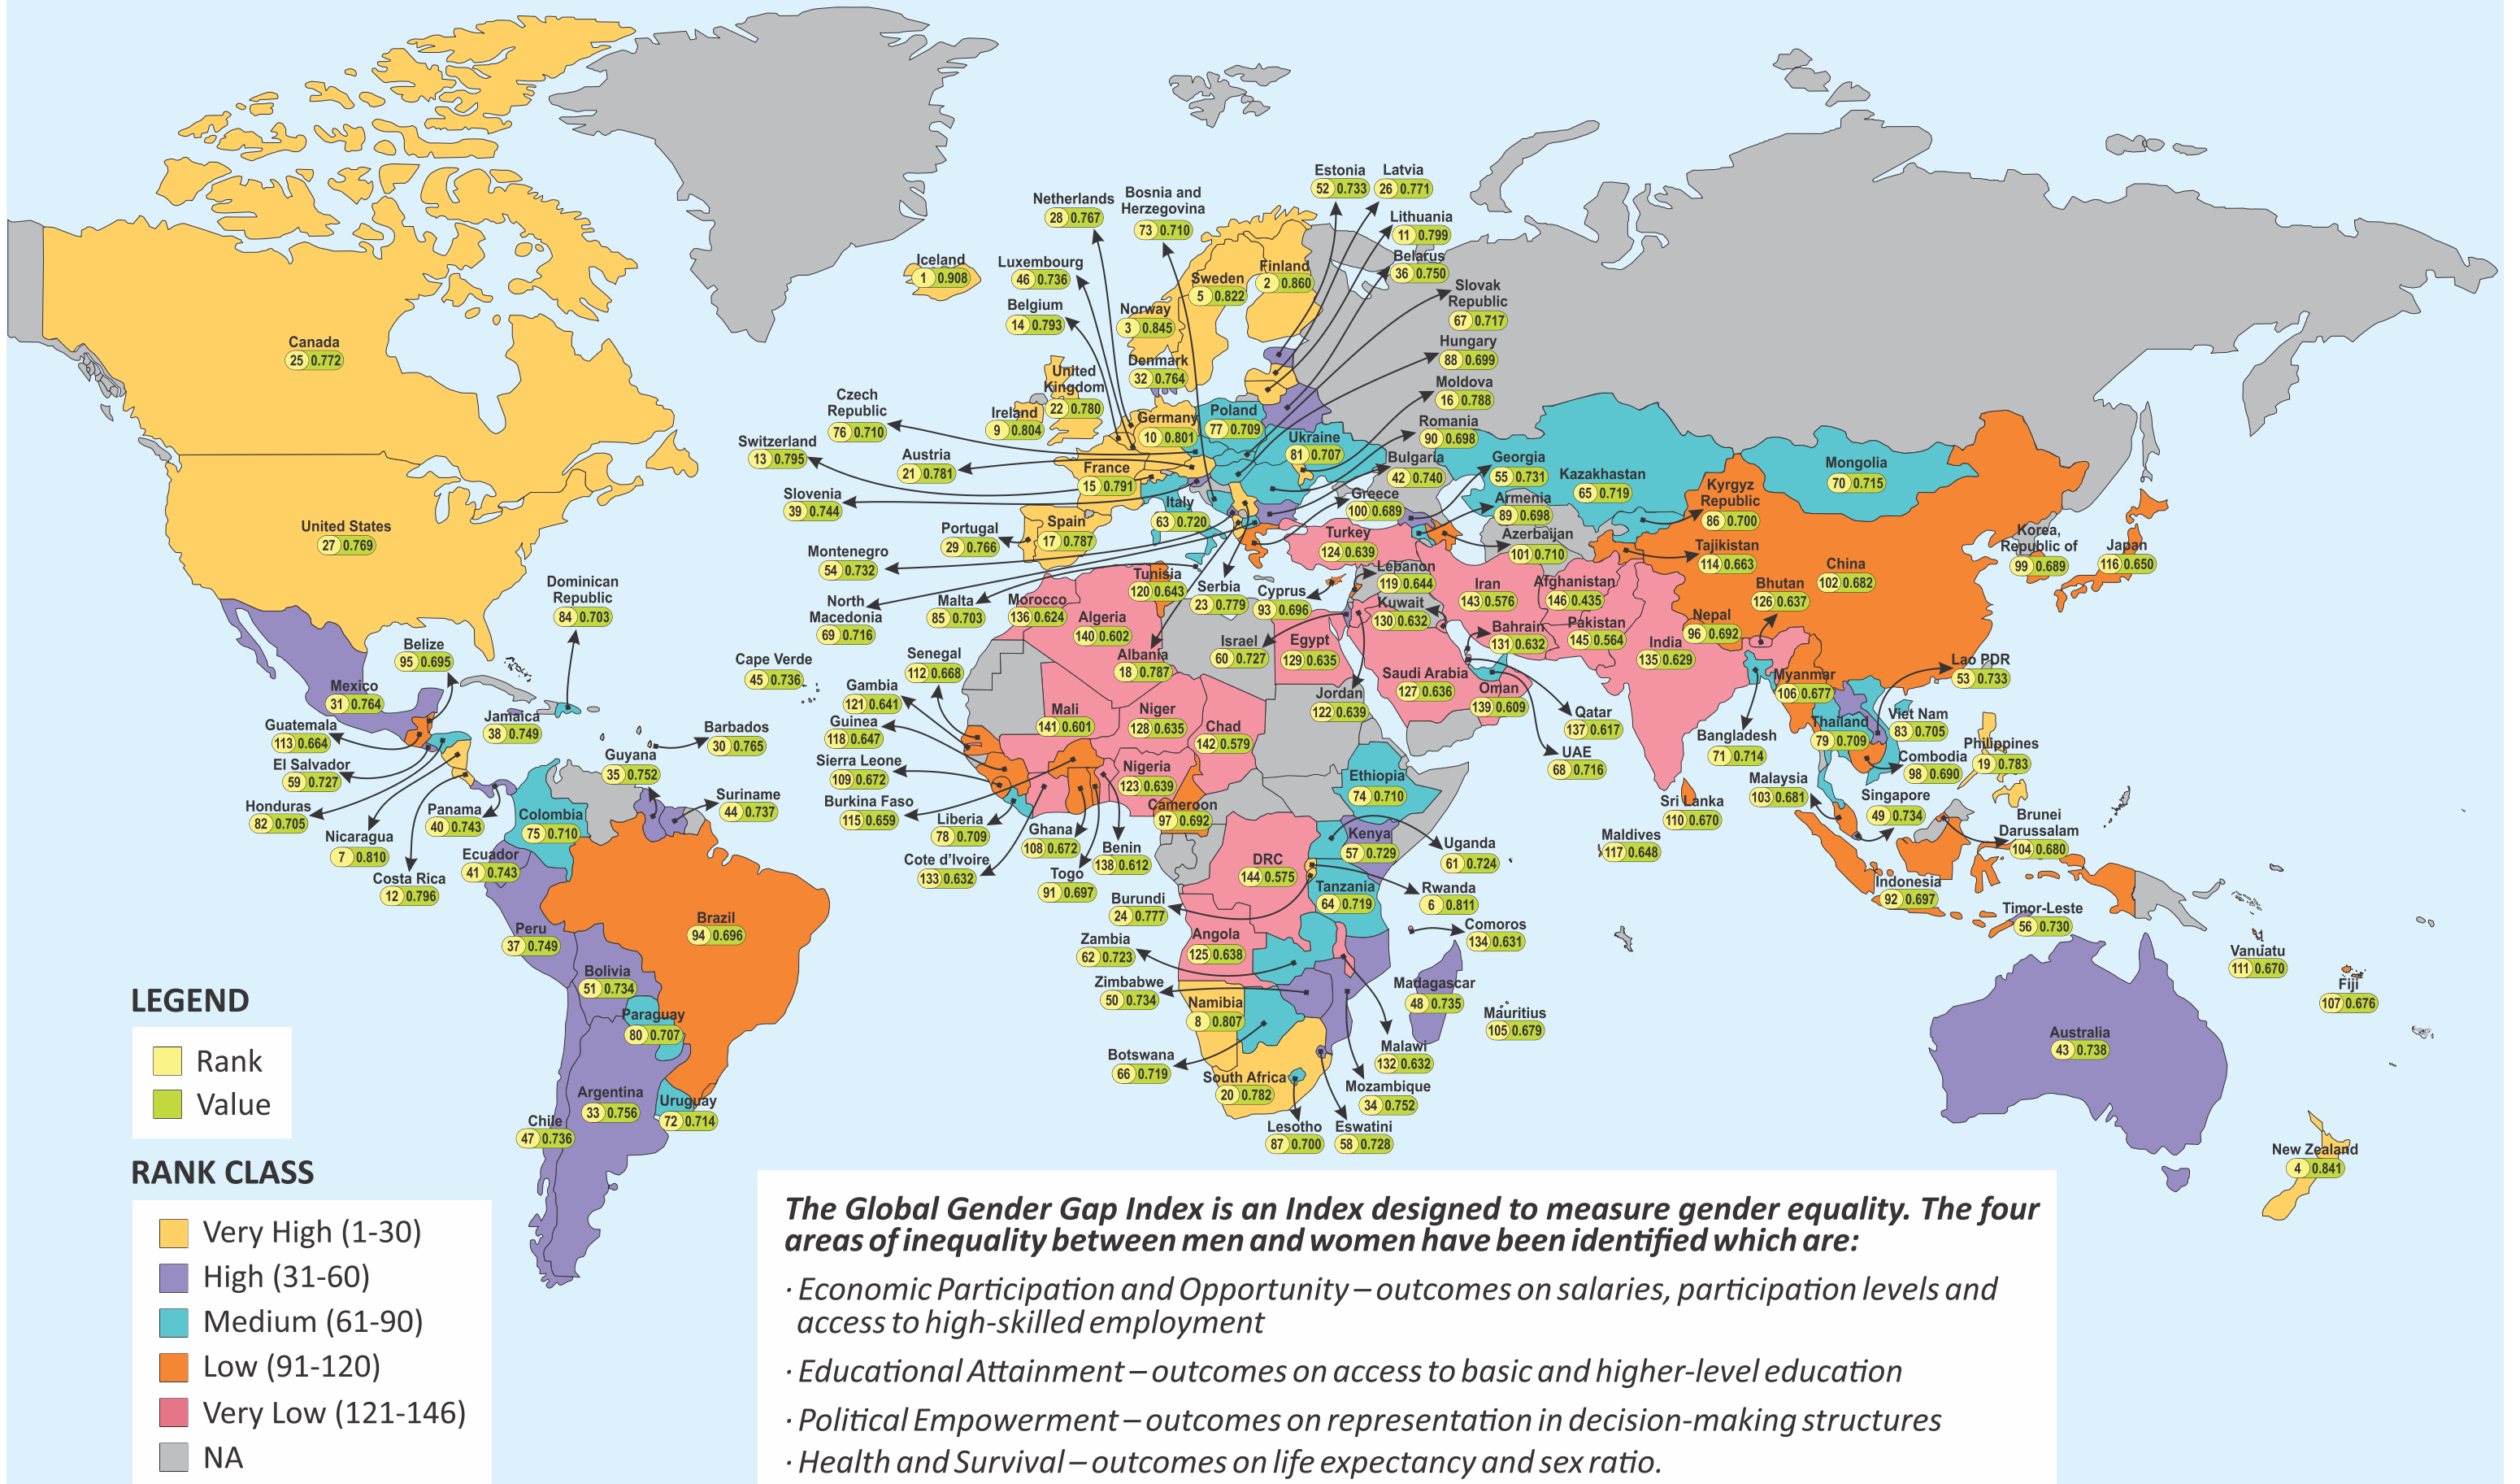 Estonia
52 0.733
Latvia
26 0.771
Netherlands
28 0.767
Bosnia and
Herzegovina
73 0.710
Lithuania
11 0.799
Iceland
1 0.908
Luxembourg
46 0.736
Sweden
5 0.822
Finland
2 0.860
Belarus
36 0.750
Belgium
14 0.793
Norway
3 0.845
Slovak
Republic
67 0.717
Canada
25 0.772
United
Kingdom
22 0.780
Denmark
32 0.764
Hungary
88 0.699
Czech
Republic
76 0.710
Ireland
9 0.804
Germany
10 0.801
Poland
77 0.709
Moldova
16 0.788
Switzerland
13 0.795
Austria
21 0.781
France
15 0.791
Ukraine
81 0.707
Romania
90 0.698
Bulgaria
42 0.740
Georgia
55 0.731
Kazakhstan
65 0.719
Mongolia
70 0.715
Slovenia
39 0.744
Italy
63 0.720
Greece
100 0.689
Armenia
89 0.698
Kyrgyz
Republic
86 0.700
United States
27 0.769
Portugal
29 0.766
Spain
17 0.787
Turkey
124 0.639
Azerbaijan
101 0.710
Tajikistan
114 0.663
China
102 0.682
Korea,
Republic of
99 0.689
Japan
116 0.650
Montenegro
54 0.732
Dominican
Republic
84 0.703
North
Macedonia
69 0.716
Malta
85 0.703
Morocco
136 0.624
Tunisia
120 0.643
Serbia
23 0.779
Cyprus
93 0.696
Lebanon
119 0.644
Kuwait
130 0.632
Iran
143 0.576
Afghanistan
146 0.435
Bhutan
126 0.637
Algeria
140 0.602
Israel
60 0.727
Egypt
129 0.635
Bahrain
131 0.632
Pakistan
145 0.564
India
135 0.629
Nepal
96 0.692
Belize
95 0.695
Cape Verde
45 0.736
Senegal
112 0.668
Albania
18 0.787
Jordan
122 0.639
Saudi Arabia
127 0.636
Oman
139 0.609
Myanmar
106 0.677
Lao PDR
53 0.733
Mexico
31 0.764
Gambia
121 0.641
Mali
141 0.601
Niger
128 0.635
Chad
142 0.579
Qatar
137 0.617
Guatemala
113 0.664
Jamaica
38 0.749
Barbados
30 0.765
Guinea
118 0.647
UAE
68 0.716
Bangladesh
71 0.714
Thailand
79 0.709
Viet Nam
83 0.705
Philippines
19 0.783
El Salvador
59 0.727
Guyana
35 0.752
Sierra Leone
109 0.672
Nigeria
123 0.639
Ethiopia
74 0.710
Malaysia
103 0.681
Combodia
98 0.690
Honduras
82 0.705
Panama
40 0.743
Colombia
75 0.710
Suriname
44 0.737
Burkina Faso
115 0.659
Liberia
78 0.709
Cameroon
97 0.692
Sri Lanka
110 0.670
Singapore
49 0.734
Brunei
Darussalam
104 0.680
Nicaragua
7 0.810
Costa Rica
12 0.796
Ecuador
41 0.743
Cote d'Ivoire
133 0.632
Ghana
108 0.672
Togo
91 0.697
Benin
138 0.612
DRC
144 0.575
Kenya
57 0.729
Uganda
61 0.724
Maldives
117 0.648
Indonesia
92 0.697
Rwanda
6 0.811
Tanzania
64 0.719
Burundi
24 0.777
Timor-Leste
56 0.730
Brazil
94 0.696
Peru
37 0.749
Zambia
62 0.723
Angola
125 0.638
Comoros
134 0.631
Vanuatu
111 0.670
Bolivia
51 0.734
Zimbabwe
50 0.734
Madagascar
48 0.735
Fiji
107 0.676
Paraguay
80 0.707
Namibia
8 0.807
Mauritius
105 0.679
Australia
43 0.738
Botswana
66 0.719
South Africa
20 0.782
Malawi
132 0.632
Argentina
33 0.756
Uruguay
72 0.714
Mozambique
34 0.752
Chile
47 0.736
Lesotho
87 0.700
Eswatini
58 0.728
New Zealand
4 0.841
LEGEND
Rank
Value
RANK CLASS
Very High (1-30)
High (31-60)
Medium (61-90)
Low (91-120)
Very Low (121-146)
NA
The Global Gender Gap Index is an Index designed to measure gender equality. The four
areas of inequality between men and women have been identified which are:
· Economic Participation and Opportunity – outcomes on salaries, participation levels and
access to high-skilled employment
· Educational Attainment – outcomes on access to basic and higher-level education
· Political Empowerment – outcomes on representation in decision-making structures
· Health and Survival – outcomes on life expectancy and sex ratio.